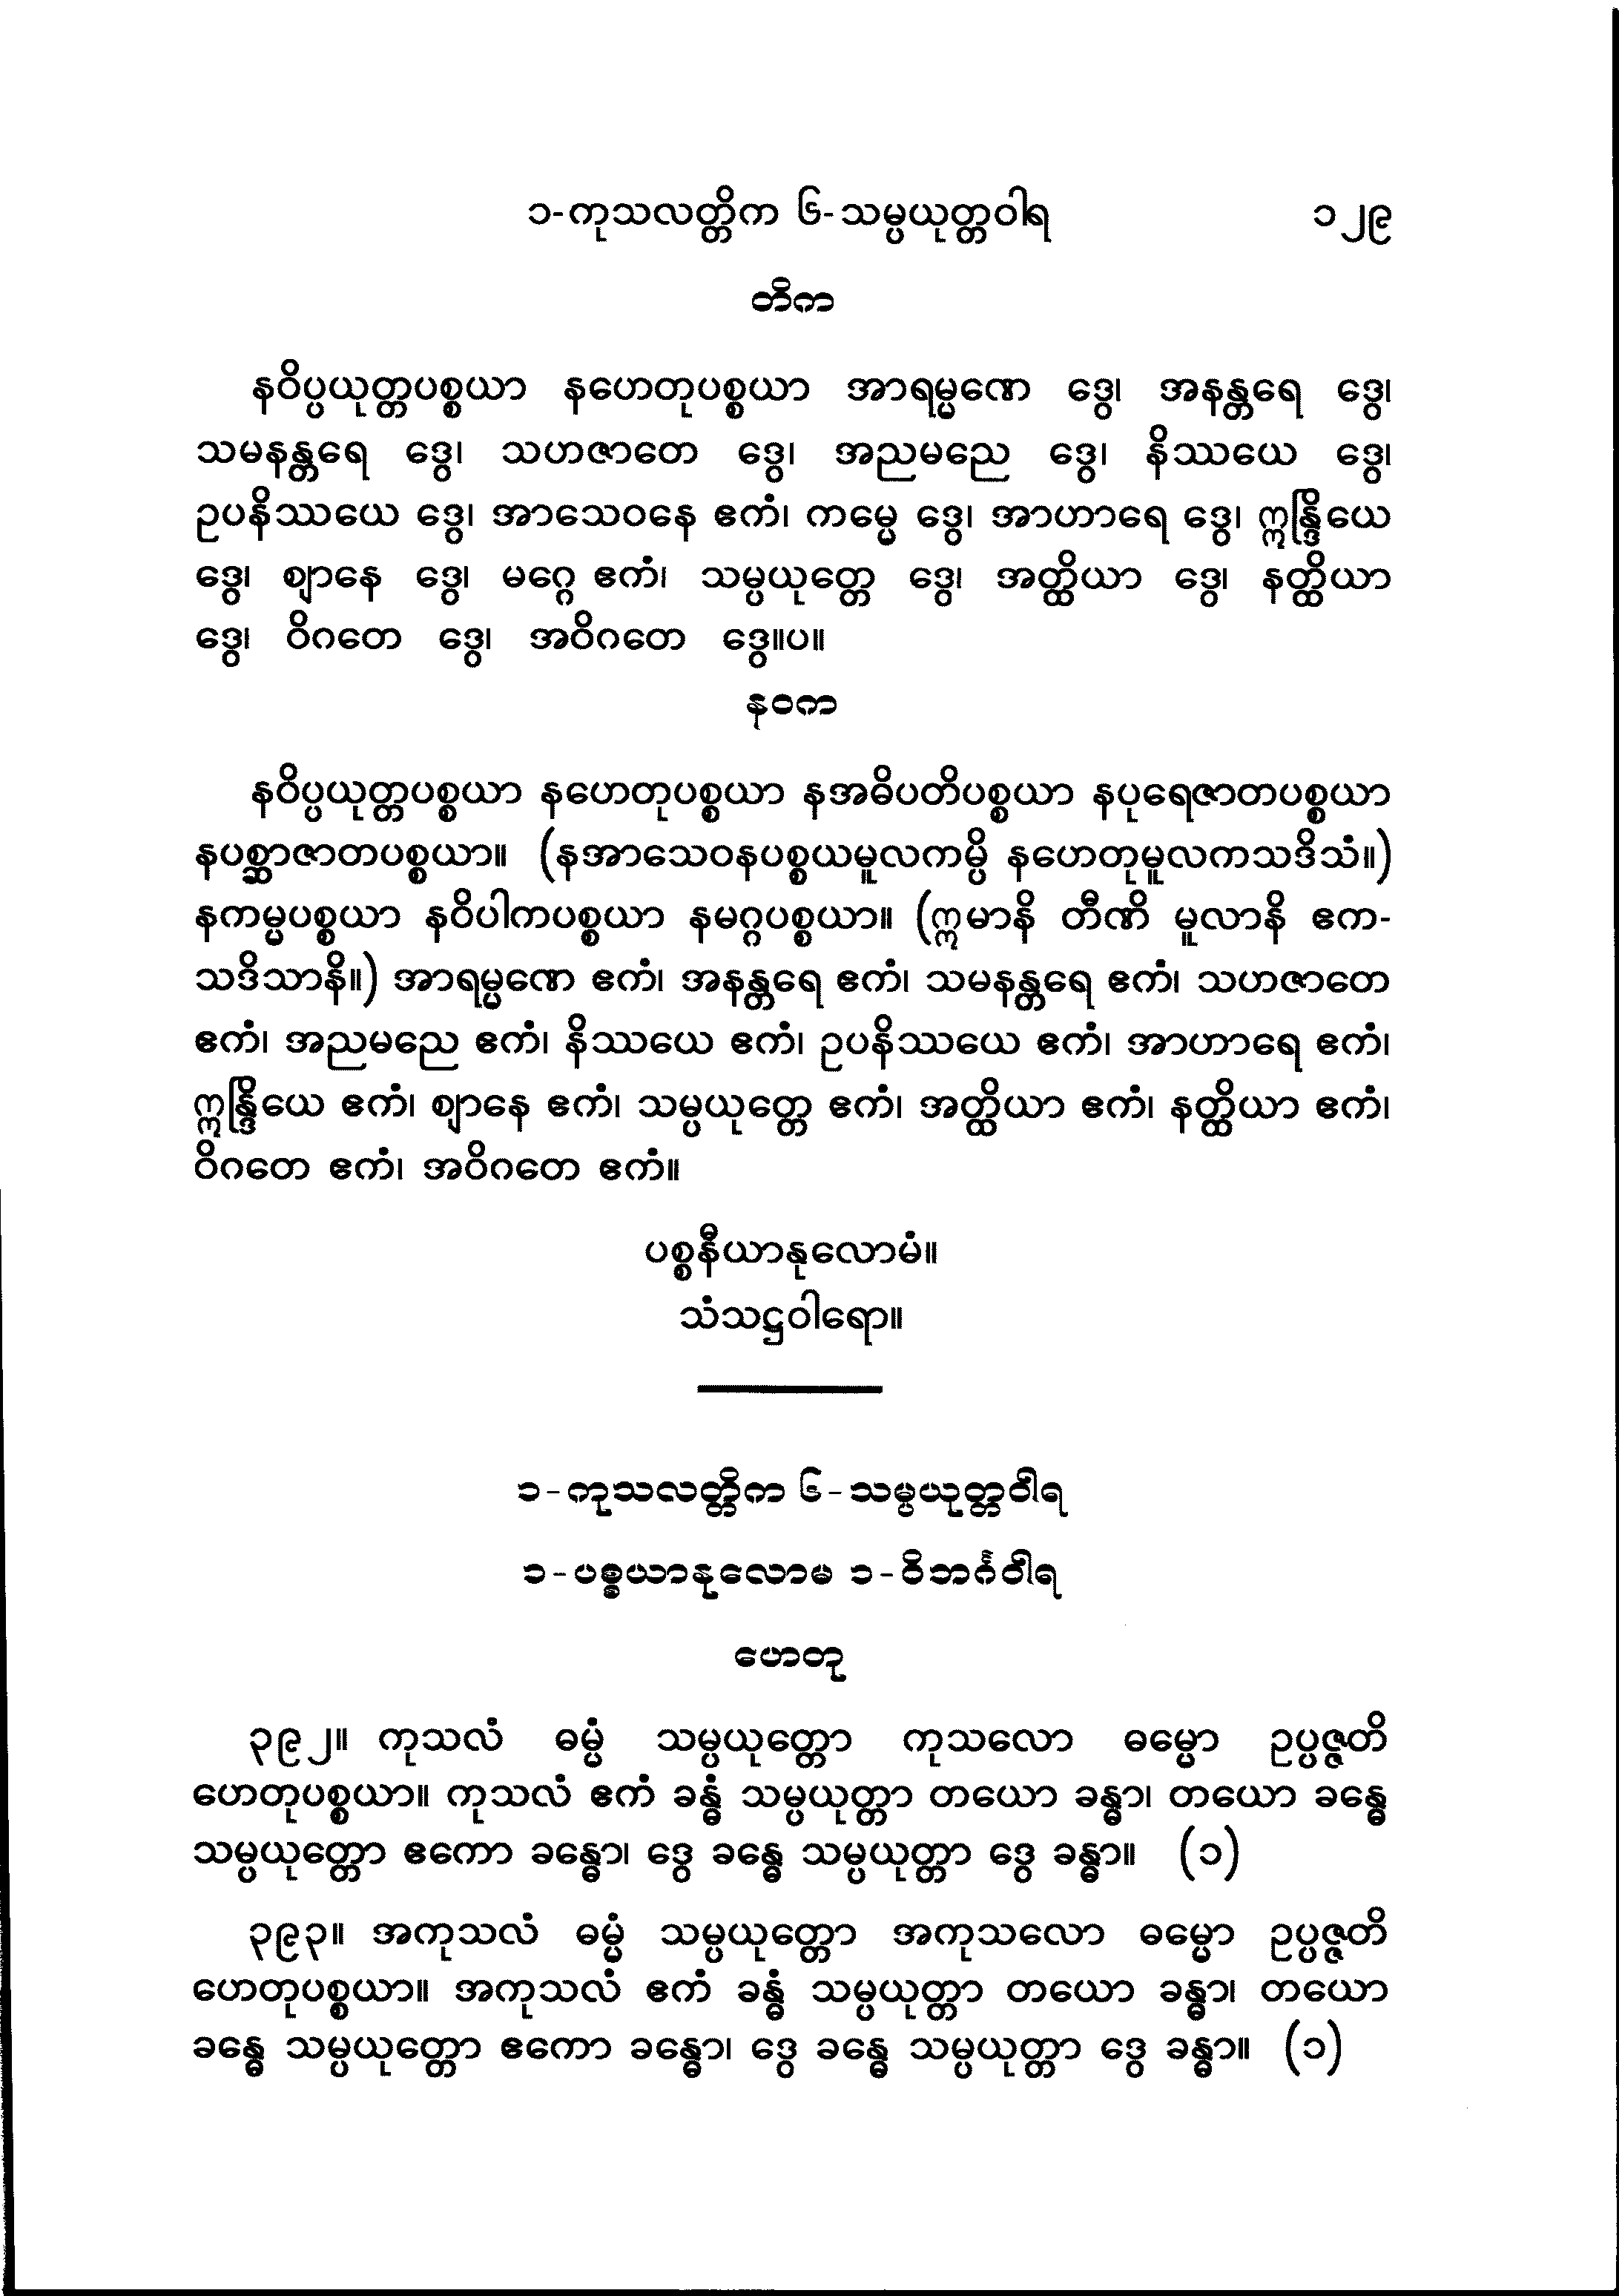 ၁-ကုသလတ္တိက ၆-သမ္ပယုတ္တဝါရ ၁၂၉
တိက
နဝိပ္ပယုတ္တပစ္စယာ နဟေတုပစ္စယာ အာရမ္မဏေ ဒွေ၊ အနန္တရေ ဒွေ၊
သမနန္တရေ ဒွေ၊ သဟဇာတေ ဒွေ၊ အညမညေ ဒွေ၊ နိဿယေ ဒွေ၊
ဥပနိဿယေ ဒွေ၊ အာသေဝနေ ဧကံ၊ ကမ္မေ ဒွေ၊ အာဟာရေ ဒွေ၊ ဣန္ဒြိယေ
ဒွေ၊ ဈာနေ ဒွေ၊ မဂ္ဂေ ဧကံ၊ သမ္ပယုတ္တေ ဒွေ၊ အတ္ထိယာ ဒွေ၊ နတ္ထိယာ
ဒွေ၊ ဝိဂတေ ဒွေ၊ အဝိဂတေ ဒွေ။ပ။
နဝက
နဝိပ္ပယုတ္တပစ္စယာ နဟေတုပစ္စယာ နအဓိပတိပစ္စယာ နပုရေဇာတပစ္စယာ
နပစ္ဆာဇာတပစ္စယာ။ (နအာသေဝနပစ္စယမူလကမ္ပိ နဟေတုမူလကသဒိသံ။)
နကမ္မပစ္စယာ နဝိပါကပစ္စယာ နမဂ္ဂပစ္စယာ။ (ဣမာနိ တီဏိ မူလာနိ ဧက-
သဒိသာနိ။) အာရမ္မဏေ ဧကံ၊ အနန္တရေ ဧကံ၊ သမနန္တရေ ဧကံ၊ သဟဇာတေ
ဧကံ၊ အညမညေ ဧကံ၊ နိဿယေ ဧကံ၊ ဥပနိဿယေ ဧကံ၊ အာဟာရေ ဧကံ၊
ဣန္ဒြိယေ ဧကံ၊ ဈာနေ ဧကံ၊ သမ္ပယုတ္တေ ဧကံ၊ အတ္ထိယာ ဧကံ၊ နတ္ထိယာ ဧကံ၊
ဝိဂတေ ဧကံ၊ အဝိဂတေ ဧကံ။
ပစ္စနီယာနုလောမံ။
သံသဋ္ဌဝါရော။
၁-ကုသလတ္တိက ၆-သမ္ပယုတ္တဝါရ
၁-ပစ္စယာနုလောမ ၁-ဝိဘင်္ဂဝါရ
ဟေတု
၃၉၂။ ကုသလံ ဓမ္မံ သမ္ပယုတ္တော ကုသလော ဓမ္မော ဥပ္ပဇ္ဇတိ
ဟေတုပစ္စယာ။ ကုသလံ ဧကံ ခန္ဓံ သမ္ပယုတ္တာ တယော ခန္ဓာ၊ တယော ခန္ဓေ
သမ္ပယုတ္တော ဧကော ခန္ဓော၊ ဒွေ ခန္ဓေ သမ္ပယုတ္တာ ဒွေ ခန္ဓာ။ (၁)
၃၉၃။ အကုသလံ ဓမ္မံ သမ္ပယုတ္တော အကုသလော ဓမ္မော ဥပ္ပဇ္ဇတိ
ဟေတုပစ္စယာ။ အကုသလံ ဧကံ ခန္ဓံ သမ္ပယုတ္တာ တယော ခန္ဓာ၊ တယော
ခန္ဓေ သမ္ပယုတ္တော ဧကော ခန္ဓော၊ ဒွေ ခန္ဓေ သမ္ပယုတ္တာ ဒွေ ခန္ဓာ။ (၁)